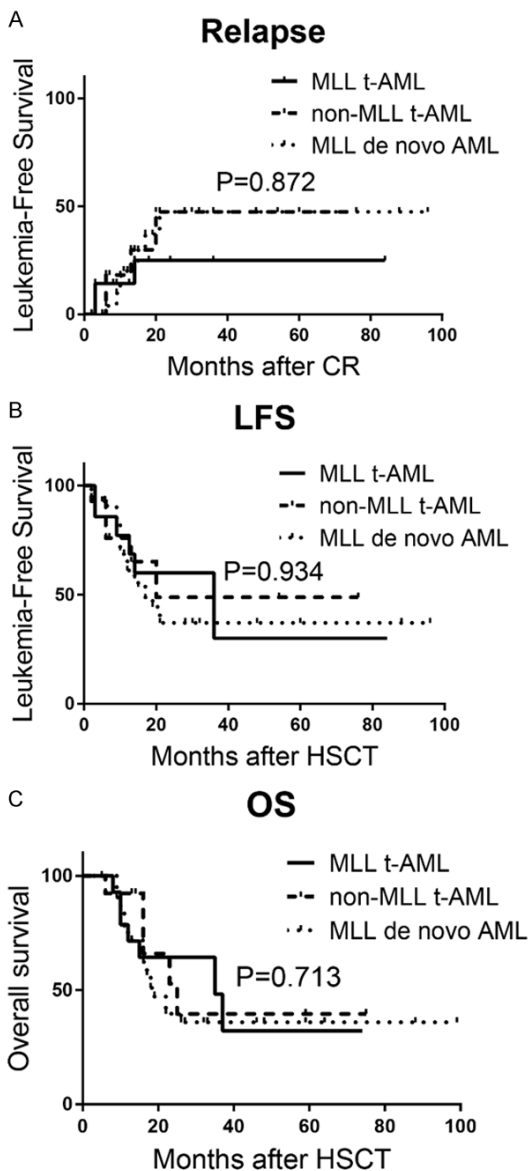 A
Relapse
MLL t-AML
non-MLL t-AML
MLL de novo AML
P=0.872
Leukemia-Free Survival
100
50
0
0 20 40 60 80 100
Months after CR
B
LFS
MLL t-AML
non-MLL t-AML
MLL de novo AML
P=0.934
Leukemia-Free Survival
100
50
0
0 20 40 60 80 100
Months after HSCT
C
OS
MLL t-AML
non-MLL t-AML
MLL de novo AML
P=0.713
Overall survival
100
50
0
0 20 40 60 80 100
Months after HSCT